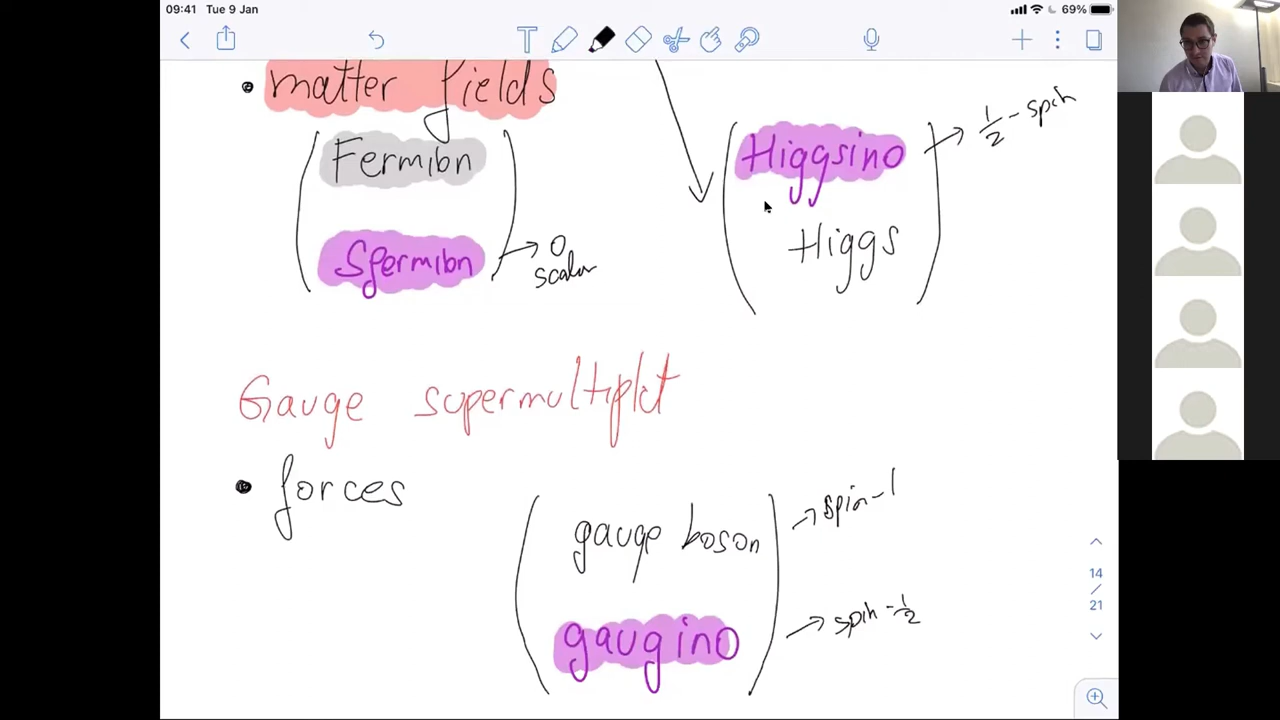 09:41 Tue 9 Jan
69%
• matter fields
Fermion
Sfermion
→ 0
scalar
Higgsino
→ 1/2 - spin
Higgs
Gauge supermultiplet
• forces
gauge boson
→ spin - 1
gaugino
→ spin - 1/2
14
/
21